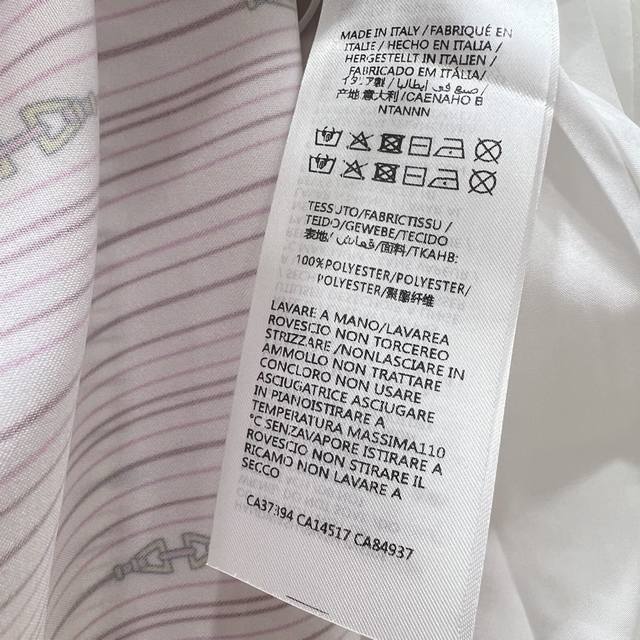 MADE IN ITALY / FABRIQUÉ EN
ITALIE / HECHO EN ITALIA /
HERGESTELLT IN ITALIEN /
FABRICADO EM ITÁLIA/
イタリア製 / صنع في ايطاليا /
产地 意大利 / CAENAHO B
NTANNN
TESSUTO/FABRICTISSU /
TEIDO/GEWEBE/TECIDO
表地/ قماش/面料/TKAHB:
100%POLYESTER/POLYESTER/
POLYESTER/聚酯纤维
LAVARE A MANO/LAVAREA
ROVESCIO NON TORCEREO
STRIZZARE /NONLASCIARE IN
AMMOLLO NON TRATTARE
CONCLORO NON USARE
ASCIUGATRICE ASCIUGARE
IN PIANOISTIRARE A
TEMPERATURA MASSIMA110
°C SENZAVAPORE ISTIRARE A
ROVESCIO NON STIRARE IL
RICAMO NON LAVARE A
SECCO
CA37394 CA14517 CA84937